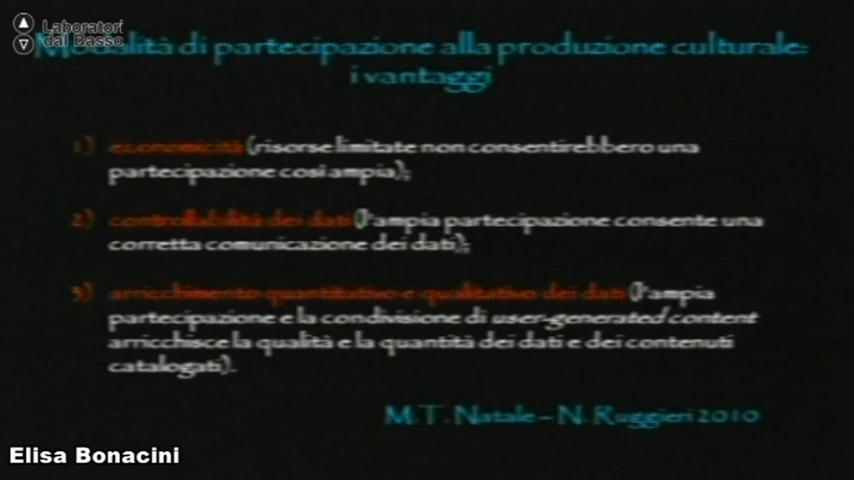 Laboratori
dal Basso
Modalità di partecipazione alla produzione culturale:
i vantaggi
1) economicità (risorse limitate non consentirebbero una
partecipazione così ampia);
2) controllabilità dei dati (l'ampia partecipazione consente una
corretta comunicazione dei dati);
3) arricchimento quantitativo e qualitativo dei dati (l'ampia
partecipazione e la condivisione di user-generated content
arricchisce la qualità e la quantità dei dati e dei contenuti
catalogati).
M.T. Natale – N. Ruggieri 2010
Elisa Bonacini